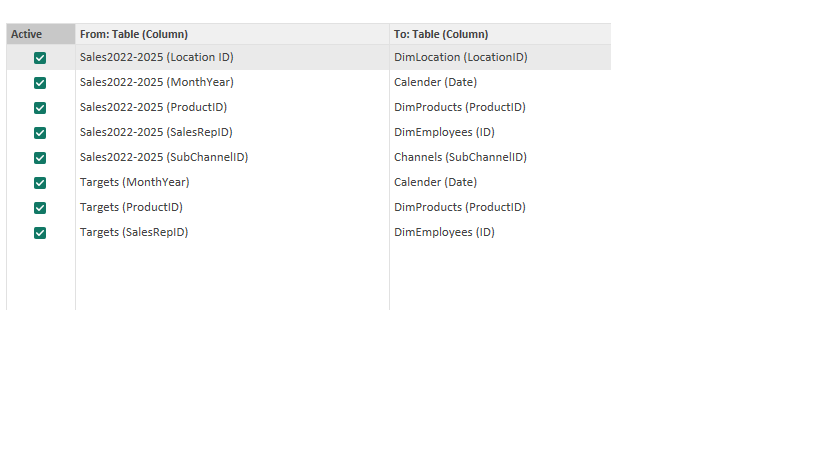 Active From: Table (Column) To: Table (Column)
Sales2022-2025 (Location ID) DimLocation (LocationID)
Sales2022-2025 (MonthYear) Calender (Date)
Sales2022-2025 (ProductID) DimProducts (ProductID)
Sales2022-2025 (SalesRepID) DimEmployees (ID)
Sales2022-2025 (SubChannelID) Channels (SubChannelID)
Targets (MonthYear) Calender (Date)
Targets (ProductID) DimProducts (ProductID)
Targets (SalesRepID) DimEmployees (ID)